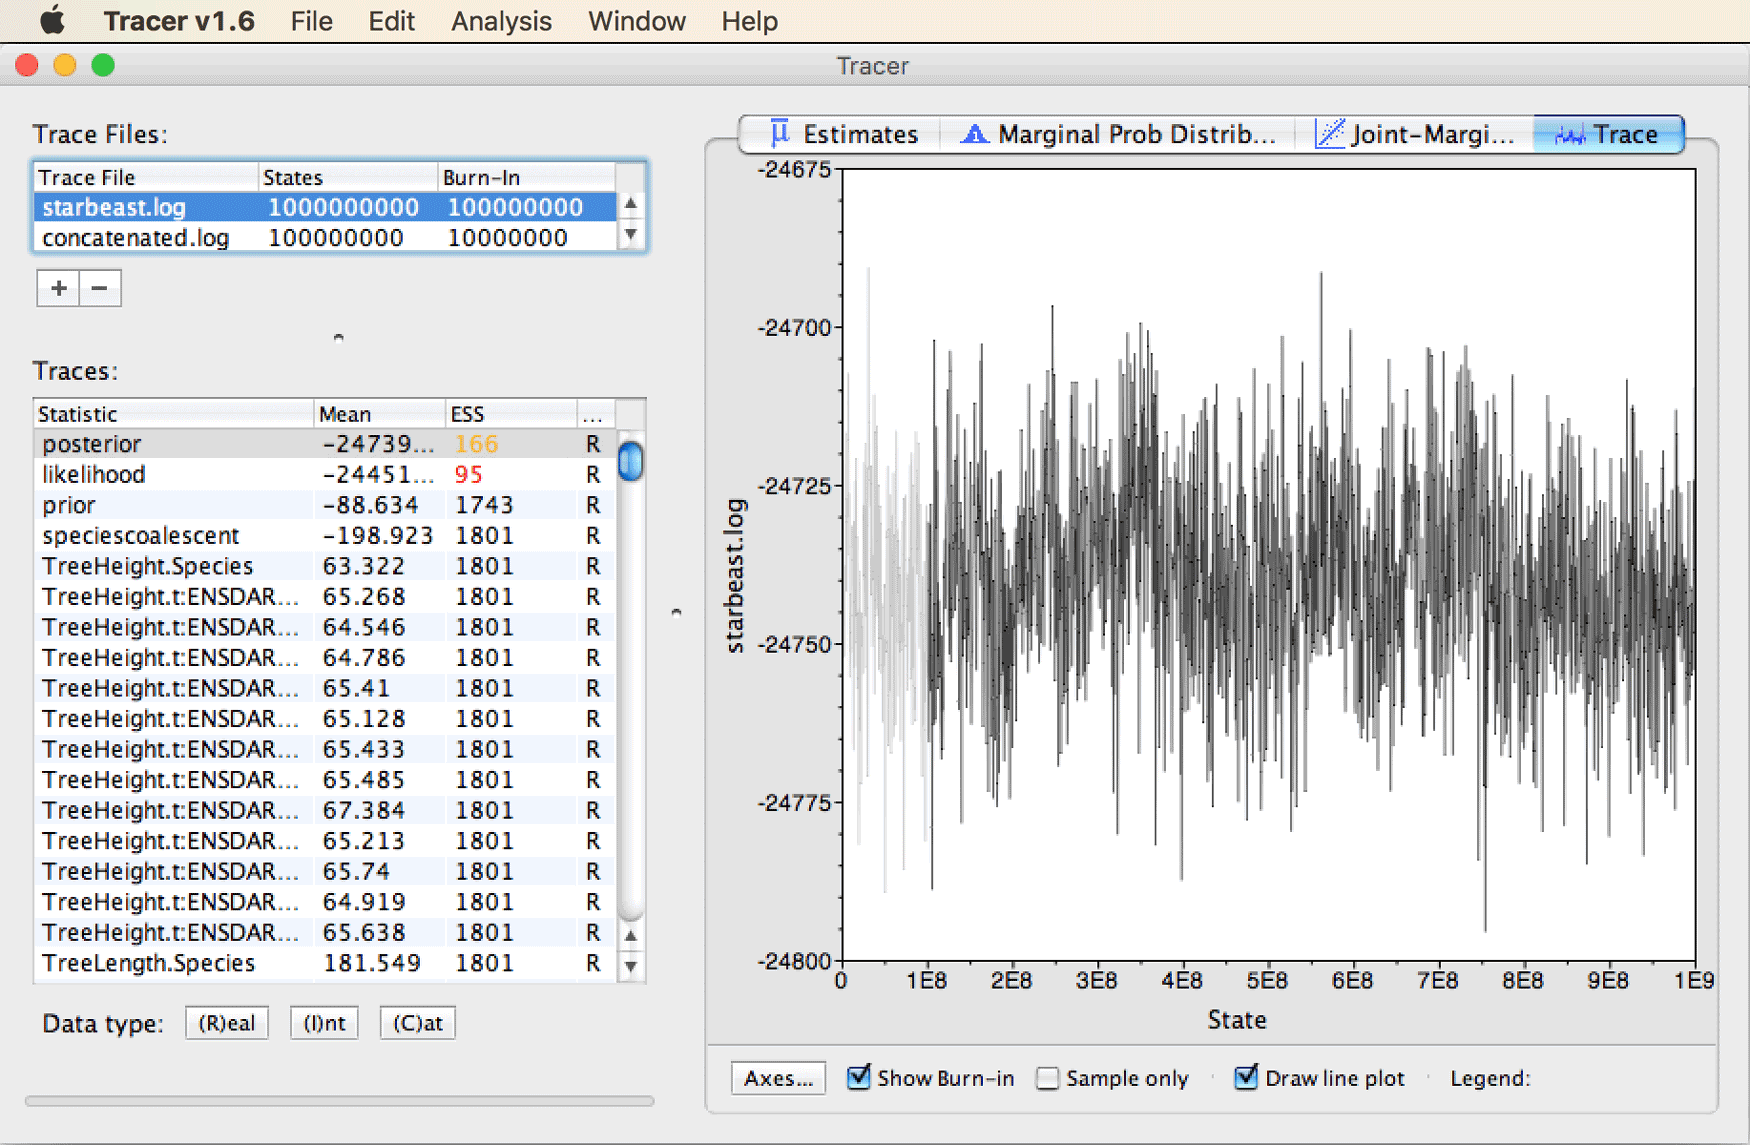 Tracer v1.6 File Edit Analysis Window Help
Tracer
Trace Files:
Trace File States Burn-In
starbeast.log 1000000000 100000000
concatenated.log 100000000 10000000
+ −
Traces:
Statistic Mean ESS ...
posterior -24739... 166 R
likelihood -24451... 95 R
prior -88.634 1743 R
speciescoalescent -198.923 1801 R
TreeHeight.Species 63.322 1801 R
TreeHeight.t:ENSDAR... 65.268 1801 R
TreeHeight.t:ENSDAR... 64.546 1801 R
TreeHeight.t:ENSDAR... 64.786 1801 R
TreeHeight.t:ENSDAR... 65.41 1801 R
TreeHeight.t:ENSDAR... 65.128 1801 R
TreeHeight.t:ENSDAR... 65.433 1801 R
TreeHeight.t:ENSDAR... 65.485 1801 R
TreeHeight.t:ENSDAR... 67.384 1801 R
TreeHeight.t:ENSDAR... 65.213 1801 R
TreeHeight.t:ENSDAR... 65.74 1801 R
TreeHeight.t:ENSDAR... 64.919 1801 R
TreeHeight.t:ENSDAR... 65.638 1801 R
TreeLength.Species 181.549 1801 R
Data type: (R)eal (I)nt (C)at
Estimates Marginal Prob Distrib... Joint-Margi... Trace
-24675
-24700
-24725
-24750
-24775
-24800
starbeast.log
0 1E8 2E8 3E8 4E8 5E8 6E8 7E8 8E8 9E8 1E9
State
Axes... Show Burn-in Sample only Draw line plot Legend: